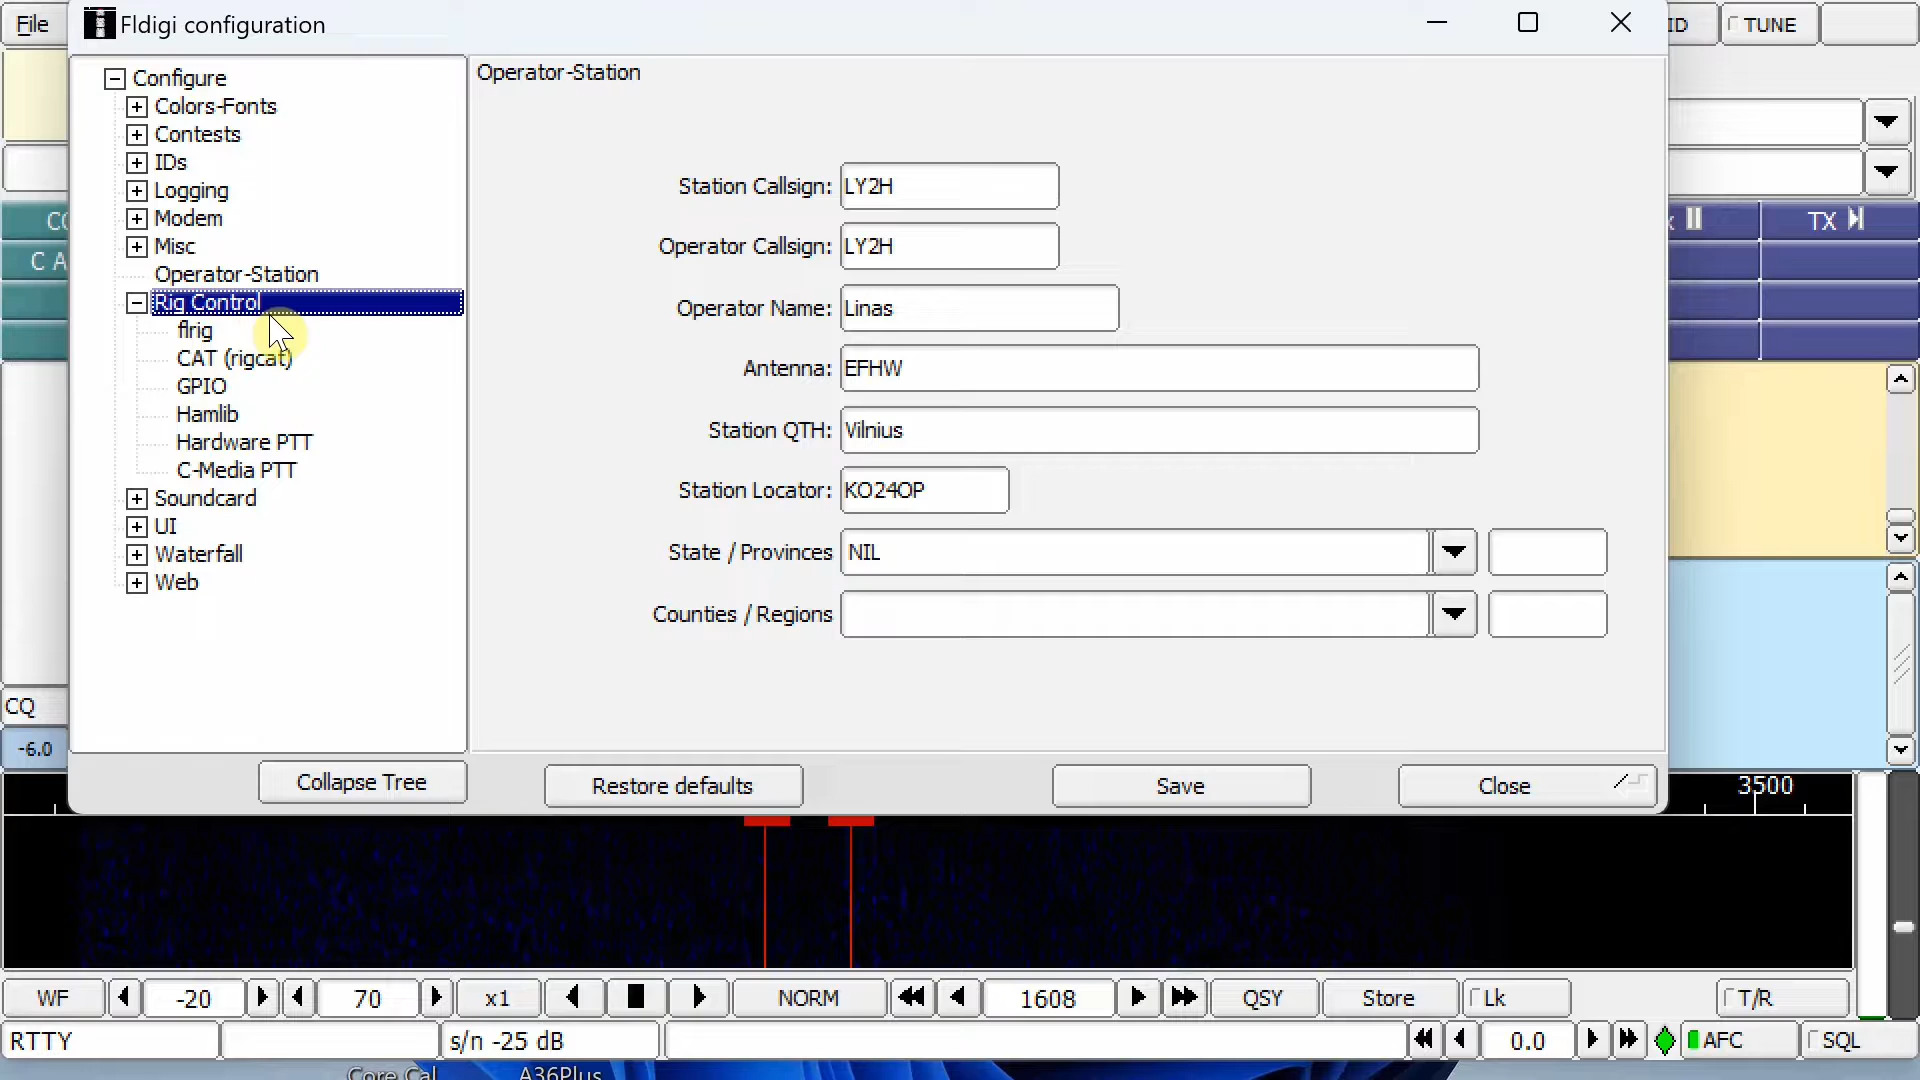 File
Fldigi configuration
ID
TUNE
Configure
Operator-Station
Colors-Fonts
Contests
IDs
Logging
Modem
Misc
Operator-Station
Rig Control
flrig
CAT (rigcat)
GPIO
Hamlib
Hardware PTT
C-Media PTT
Soundcard
UI
Waterfall
Web
Station Callsign: LY2H
Operator Callsign: LY2H
Operator Name: Linas
Antenna: EFHW
Station QTH: Vilnius
Station Locator: KO24OP
State / Provinces NIL
Counties / Regions
TX
C A
CQ
-6.0
Collapse Tree
Restore defaults
Save
Close
3500
WF -20 70 x1 NORM 1608 QSY Store Lk T/R
RTTY s/n -25 dB 0.0 AFC SQL
Core Cal A36Plus